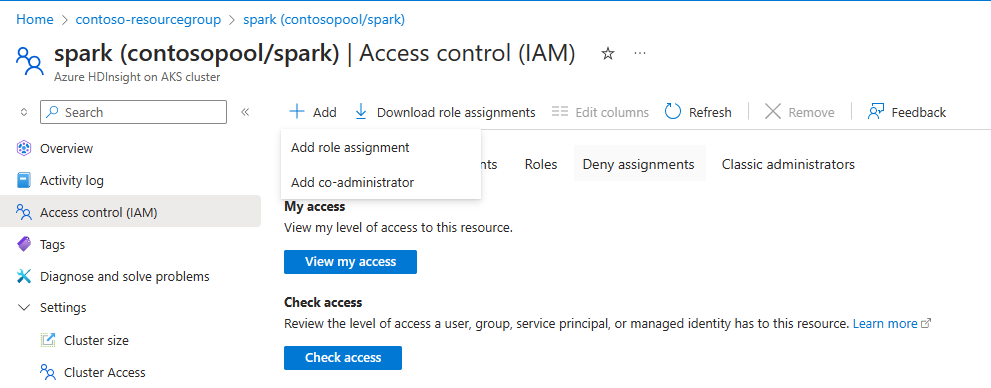 Home > contoso-resourcegroup > spark (contosopool/spark)
spark (contosopool/spark) | Access control (IAM)
Azure HDInsight on AKS cluster
Search
Add
Download role assignments
Edit columns
Refresh
Remove
Feedback
Overview
Activity log
Access control (IAM)
Tags
Diagnose and solve problems
Settings
Cluster size
Cluster Access
Add role assignment
Add co-administrator
Roles
Deny assignments
Classic administrators
My access
View my level of access to this resource.
View my access
Check access
Review the level of access a user, group, service principal, or managed identity has to this resource. Learn more
Check access